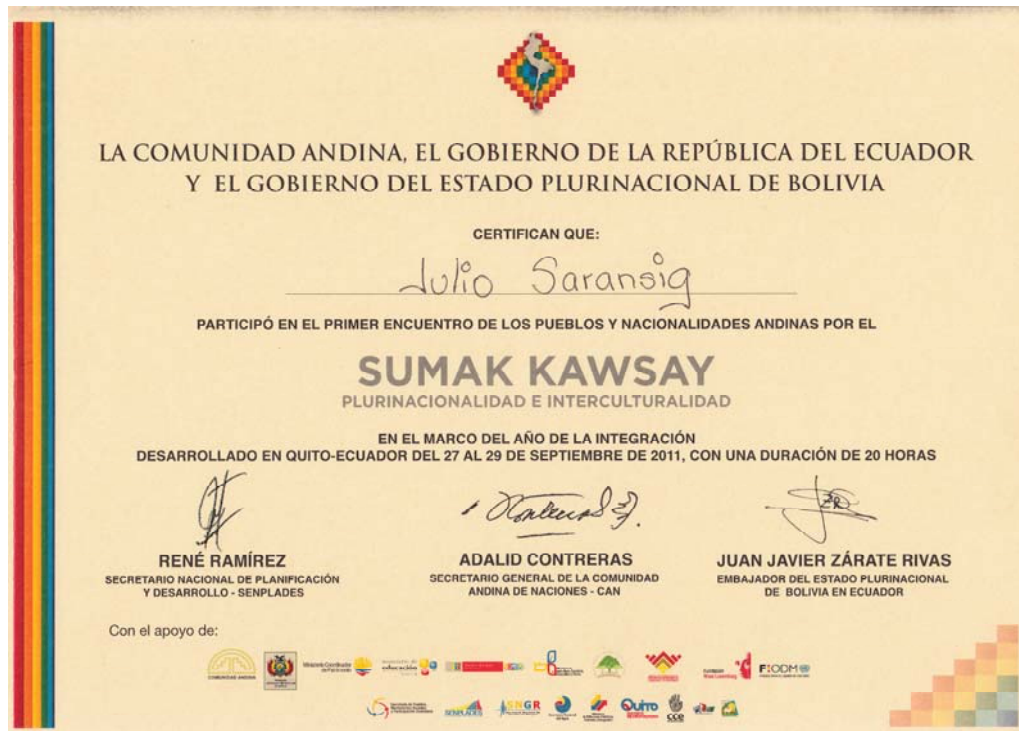 LA COMUNIDAD ANDINA, EL GOBIERNO DE LA REPÚBLICA DEL ECUADOR
Y EL GOBIERNO DEL ESTADO PLURINACIONAL DE BOLIVIA
CERTIFICAN QUE:
Julio Saransig
PARTICIPÓ EN EL PRIMER ENCUENTRO DE LOS PUEBLOS Y NACIONALIDADES ANDINAS POR EL
SUMAK KAWSAY
PLURINACIONALIDAD E INTERCULTURALIDAD
EN EL MARCO DEL AÑO DE LA INTEGRACIÓN
DESARROLLADO EN QUITO-ECUADOR DEL 27 AL 29 DE SEPTIEMBRE DE 2011, CON UNA DURACIÓN DE 20 HORAS
RENÉ RAMÍREZ ADALID CONTRERAS JUAN JAVIER ZÁRATE RIVAS
SECRETARIO NACIONAL DE PLANIFICACIÓN SECRETARIO GENERAL DE LA COMUNIDAD EMBAJADOR DEL ESTADO PLURINACIONAL
Y DESARROLLO - SENPLADES ANDINA DE NACIONES - CAN DE BOLIVIA EN ECUADOR
Con el apoyo de:
COMUNIDAD ANDINA educación FIODM
SENPLADES SNGR Quito cce